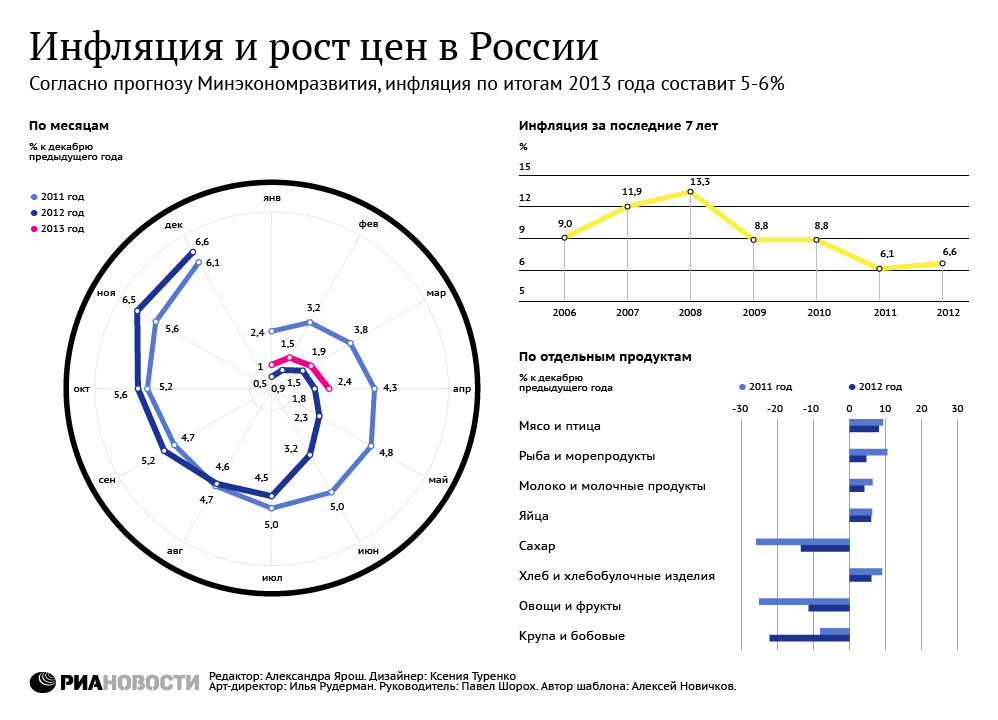 Инфляция и рост цен в России
Согласно прогнозу Минэкономразвития, инфляция по итогам 2013 года составит 5-6%
По месяцам
% к декабрю
предыдущего года
2011 год
2012 год
2013 год
янв
фев
мар
апр
май
июн
июл
авг
сен
окт
ноя
дек
2,4
3,2
3,8
4,3
4,8
5,0
5,0
4,7
4,7
5,2
5,6
6,1
0,5
0,9
1,5
1,8
2,3
3,2
4,5
4,6
5,2
5,6
6,5
6,6
1
1,5
1,9
2,4
Инфляция за последние 7 лет
%
15
12
9
6
5
9,0
11,9
13,3
8,8
8,8
6,1
6,6
2006 2007 2008 2009 2010 2011 2012
По отдельным продуктам
% к декабрю
предыдущего года
2011 год 2012 год
-30 -20 -10 0 10 20 30
Мясо и птица
Рыба и морепродукты
Молоко и молочные продукты
Яйца
Сахар
Хлеб и хлебобулочные изделия
Овощи и фрукты
Крупа и бобовые
РИАНОВОСТИ
Редактор: Александра Ярош. Дизайнер: Ксения Туренко
Арт-директор: Илья Рудерман. Руководитель: Павел Шорох. Автор шаблона: Алексей Новичков.